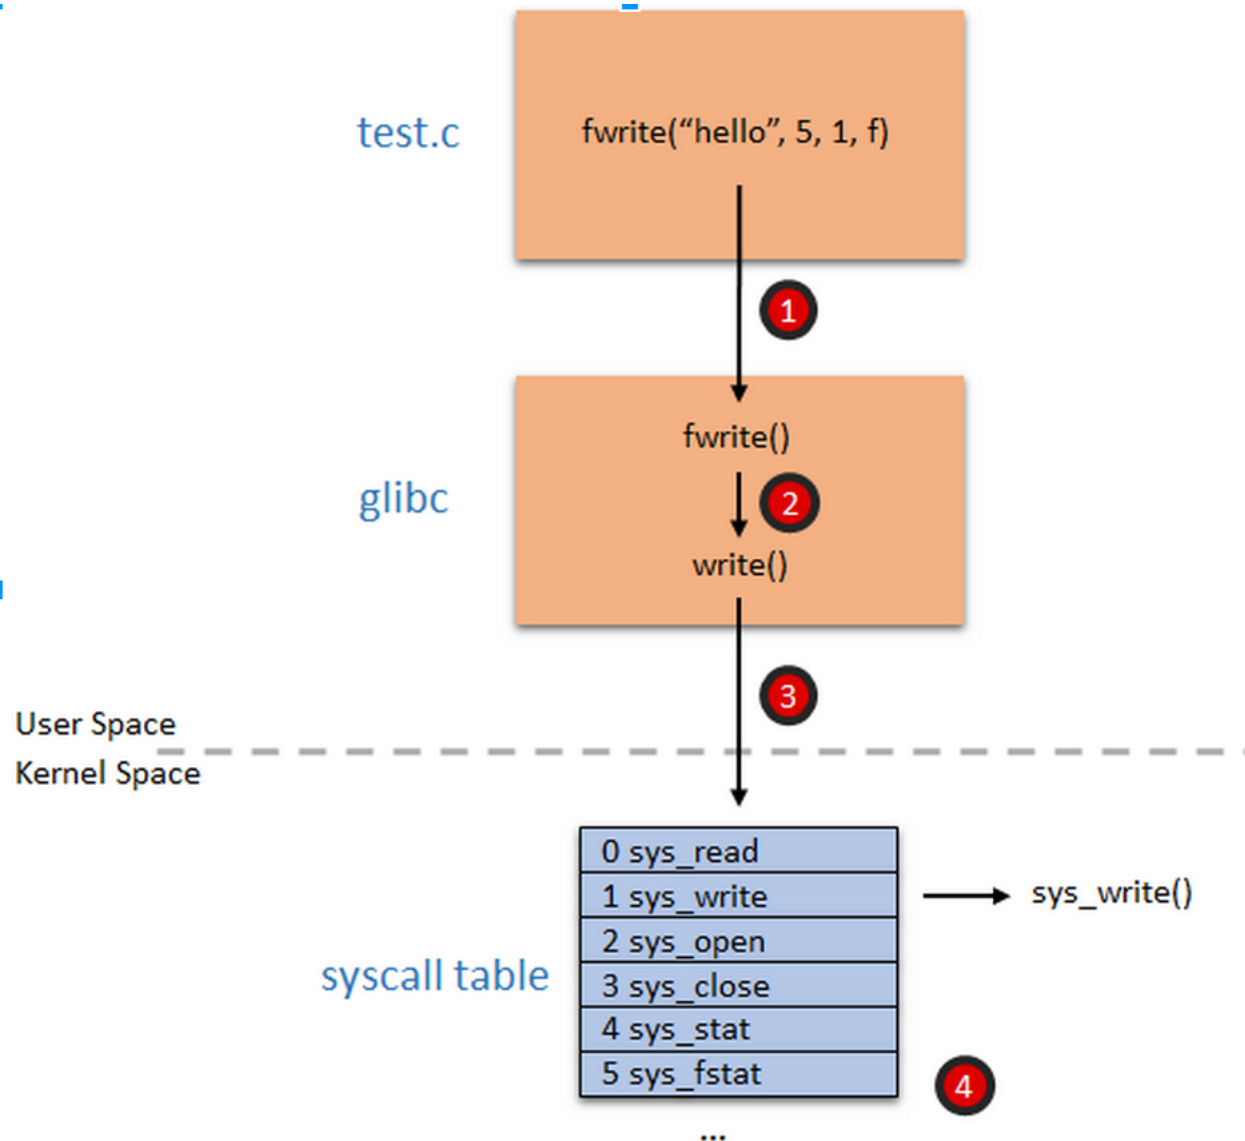 test.c
fwrite(“hello”, 5, 1, f)
1
fwrite()
glibc
2
write()
3
User Space
Kernel Space
0 sys_read
1 sys_write
sys_write()
2 sys_open
syscall table
3 sys_close
4 sys_stat
5 sys_fstat
4
...